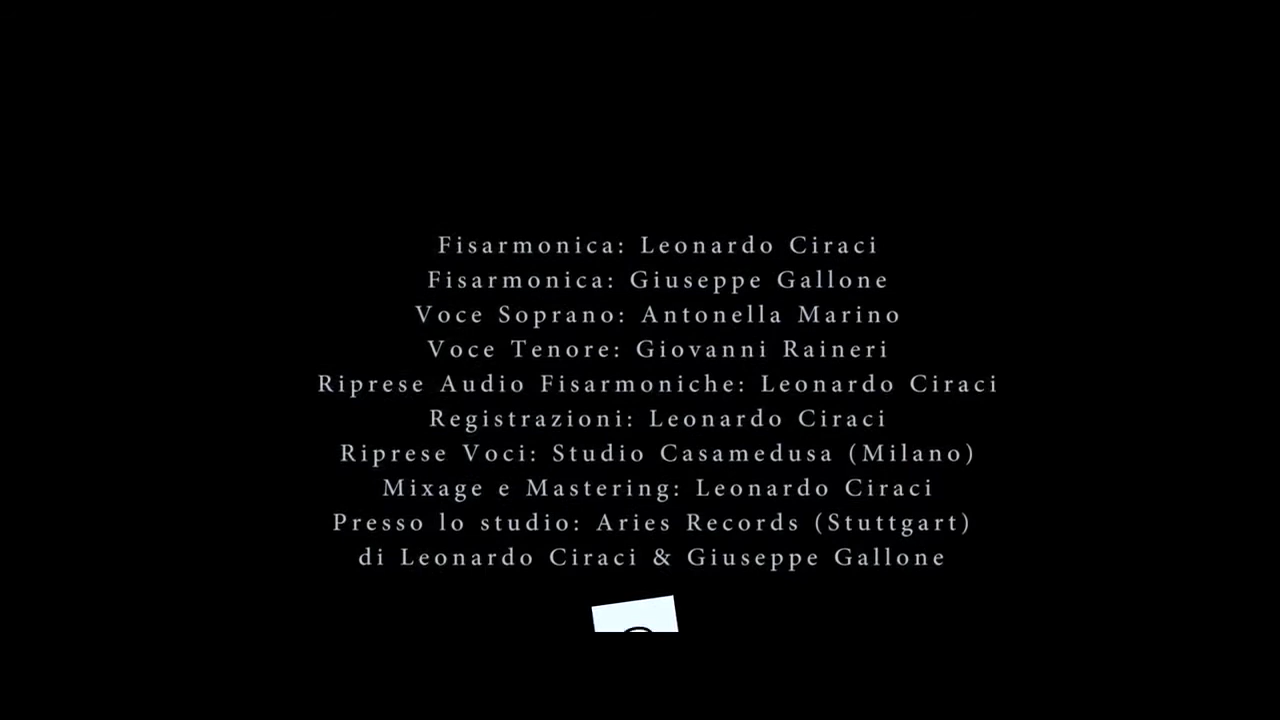 Fisarmonica: Leonardo Ciraci
Fisarmonica: Giuseppe Gallone
Voce Soprano: Antonella Marino
Voce Tenore: Giovanni Raineri
Riprese Audio Fisarmoniche: Leonardo Ciraci
Registrazioni: Leonardo Ciraci
Riprese Voci: Studio Casamedusa (Milano)
Mixage e Mastering: Leonardo Ciraci
Presso lo studio: Aries Records (Stuttgart)
di Leonardo Ciraci & Giuseppe Gallone